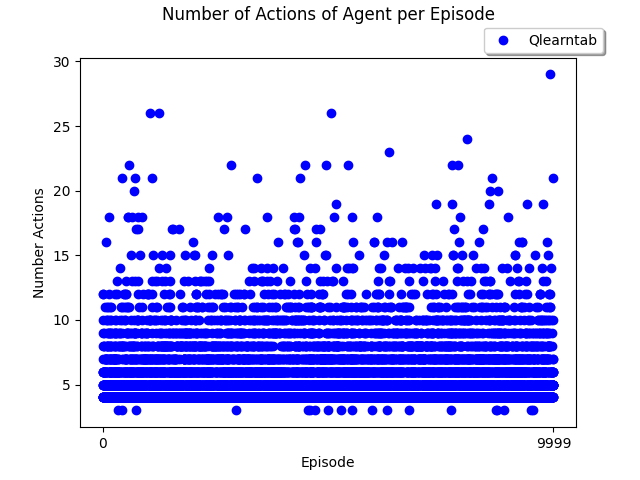 Number of Actions of Agent per Episode
Qlearntab
30
25
20
15
10
5
Number Actions
0 9999
Episode